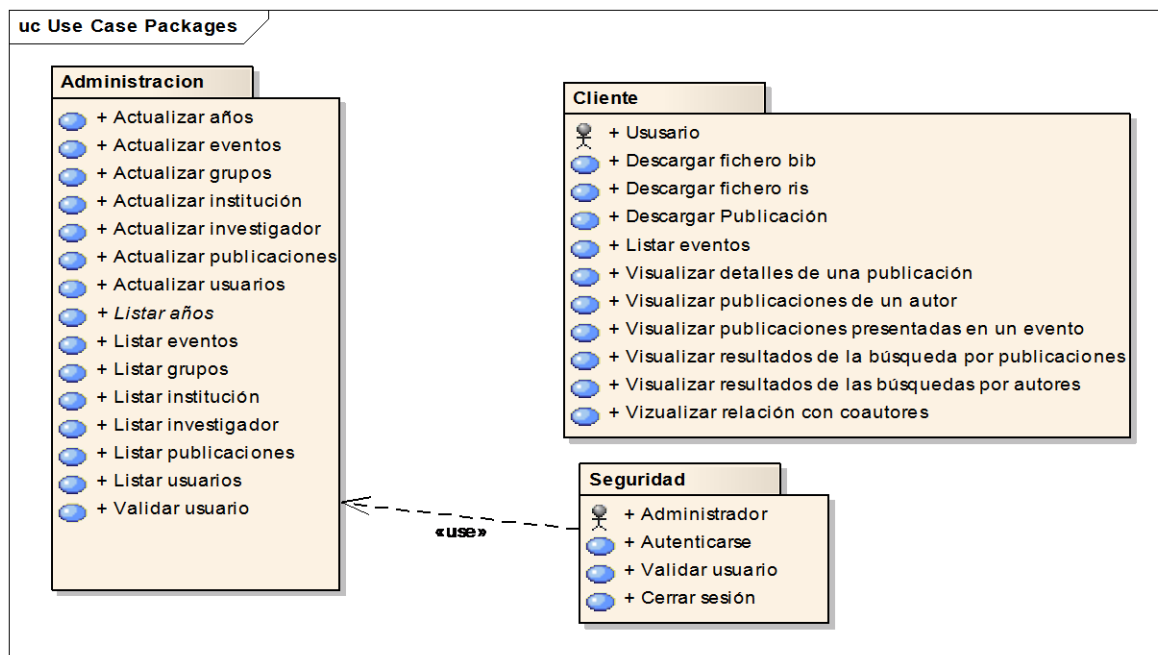 uc Use Case Packages
Administracion
+ Actualizar años
+ Actualizar eventos
+ Actualizar grupos
+ Actualizar institución
+ Actualizar investigador
+ Actualizar publicaciones
+ Actualizar usuarios
+ Listar años
+ Listar eventos
+ Listar grupos
+ Listar institución
+ Listar investigador
+ Listar publicaciones
+ Listar usuarios
+ Validar usuario
Cliente
+ Ususario
+ Descargar fichero bib
+ Descargar fichero ris
+ Descargar Publicación
+ Listar eventos
+ Visualizar detalles de una publicación
+ Visualizar publicaciones de un autor
+ Visualizar publicaciones presentadas en un evento
+ Visualizar resultados de la búsqueda por publicaciones
+ Visualizar resultados de las búsquedas por autores
+ Vizualizar relación con coautores
«use»
Seguridad
+ Administrador
+ Autenticarse
+ Validar usuario
+ Cerrar sesión